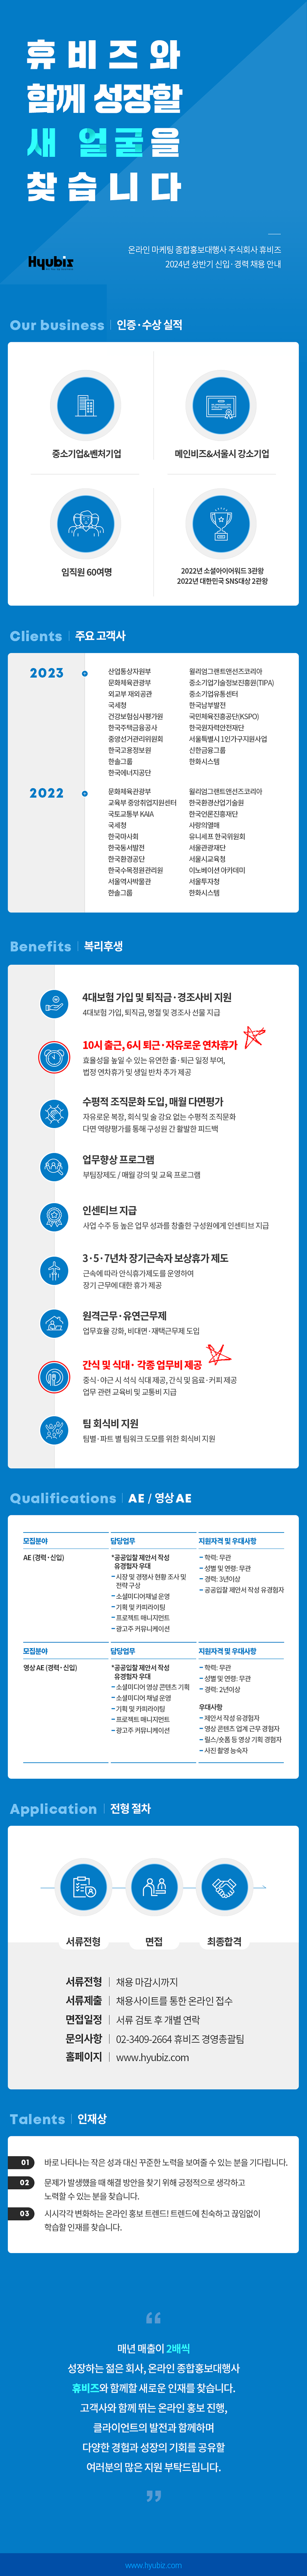 휴비즈와
함께 성장할
새 얼굴을
찾습니다
Hyubiz
온라인 마케팅 종합홍보대행사 주식회사 휴비즈
2024년 상반기 신입·경력 채용 안내
Our business | 인증·수상 실적
중소기업&벤처기업
메인비즈&서울시 강소기업
임직원 60여명
2022년 소셜아이어워드 3관왕
2022년 대한민국 SNS대상 2관왕
Clients | 주요 고객사
2023
산업통상자원부
문화체육관광부
외교부 재외공관
국세청
건강보험심사평가원
한국주택금융공사
중앙선거관리위원회
한국고용정보원
한솔그룹
한국에너지공단
윌리엄그랜트앤선즈코리아
중소기업기술정보진흥원(TIPA)
중소기업유통센터
한국남부발전
국민체육진흥공단(KSPO)
한국원자력안전재단
서울특별시 1인가구지원사업
신한금융그룹
한화시스템
2022
문화체육관광부
교육부 중앙취업지원센터
국토교통부 KAIA
국세청
한국마사회
한국동서발전
한국환경공단
한국수목정원관리원
서울역사박물관
한솔그룹
윌리엄그랜트앤선즈코리아
한국환경산업기술원
한국언론진흥재단
사랑의열매
유니세프 한국위원회
서울관광재단
서울시교육청
이노베이션 아카데미
서울투자청
한화시스템
Benefits | 복리후생
4대보험 가입 및 퇴직금·경조사비 지원
4대보험 가입, 퇴직금, 명절 및 경조사 선물 지급
10시 출근, 6시 퇴근·자유로운 연차휴가
효율성을 높일 수 있는 유연한 출·퇴근 일정 부여,
법정 연차휴가 및 생일 반차 추가 제공
수평적 조직문화 도입, 매월 다면평가
자유로운 복장, 회식 및 술 강요 없는 수평적 조직문화
다면 역량평가를 통해 구성원 간 활발한 피드백
업무향상 프로그램
부팀장제도 / 매월 강의 및 교육 프로그램
인센티브 지급
사업 수주 등 높은 업무 성과를 창출한 구성원에게 인센티브 지급
3·5·7년차 장기근속자 보상휴가 제도
근속에 따라 안식휴가제도를 운영하여
장기 근무에 대한 휴가 제공
원격근무·유연근무제
업무효율 강화, 비대면·재택근무제 도입
간식 및 식대· 각종 업무비 제공
중식·야근 시 석식 식대 제공, 간식 및 음료·커피 제공
업무 관련 교육비 및 교통비 지급
팀 회식비 지원
팀별·파트 별 팀워크 도모를 위한 회식비 지원
Qualifications | AE / 영상 AE
모집분야
담당업무
지원자격 및 우대사항
AE (경력·신입)
*공공입찰 제안서 작성
유경험자 우대
- 시장 및 경쟁사 현황 조사 및
전략 구상
- 소셜미디어채널 운영
- 기획 및 카피라이팅
- 프로젝트 매니지먼트
- 광고주 커뮤니케이션
- 학력: 무관
- 성별 및 연령: 무관
- 경력: 3년이상
- 공공입찰 제안서 작성 유경험자
모집분야
담당업무
지원자격 및 우대사항
영상 AE (경력·신입)
*공공입찰 제안서 작성
유경험자 우대
- 소셜미디어 영상 콘텐츠 기획
- 소셜미디어 채널 운영
- 기획 및 카피라이팅
- 프로젝트 매니지먼트
- 광고주 커뮤니케이션
- 학력: 무관
- 성별 및 연령: 무관
- 경력: 2년이상
우대사항
- 제안서 작성 유경험자
- 영상 콘텐츠 업계 근무 경험자
- 릴스/숏폼 등 영상 기획 경험자
- 사진 촬영 능숙자
Application | 전형 절차
서류전형
면접
최종합격
서류전형 | 채용 마감시까지
서류제출 | 채용사이트를 통한 온라인 접수
면접일정 | 서류 검토 후 개별 연락
문의사항 | 02-3409-2664 휴비즈 경영총괄팀
홈페이지 | www.hyubiz.com
Talents | 인재상
01 바로 나타나는 작은 성과 대신 꾸준한 노력을 보여줄 수 있는 분을 기다립니다.
02 문제가 발생했을 때 해결 방안을 찾기 위해 긍정적으로 생각하고
노력할 수 있는 분을 찾습니다.
03 시시각각 변화하는 온라인 홍보 트렌드! 트렌드에 친숙하고 끊임없이
학습할 인재를 찾습니다.
“
매년 매출이 2배씩
성장하는 젊은 회사, 온라인 종합홍보대행사
휴비즈와 함께할 새로운 인재를 찾습니다.
고객사와 함께 뛰는 온라인 홍보 진행,
클라이언트의 발전과 함께하며
다양한 경험과 성장의 기회를 공유할
여러분의 많은 지원 부탁드립니다.
”
www.hyubiz.com